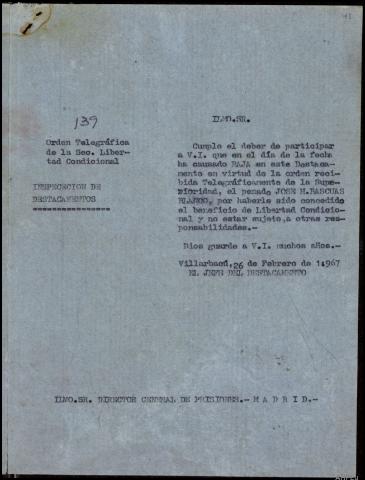 139
ILMO.SR.
Orden Telegráfica
de la Sec. Liber-
tad Condicional
INSPECECION DE
DESTACAMENTOS
Cumplo el deber de participar
a V.I. que en el día de la fecha
ha causado BAJA en este Destaca-
mento en virtud de la orden reci-
bida Telegráficamente de la Supe-
rioridad, el penado JOSE M.BASCUAS
BLANCO, por haberle sido concedido
el beneficio de Libertad Condicio-
nal y no estar sujeto,a otras res-
ponsabilidades.-
Dios guarde a V.I. muchos años.-
Villarbacú,26 de Febrero de 1.967
EL JEFE DEL DESTACAMENTO
ILMO.SR. DIRECTOR GENERAL DE PRISIONES.- M A D R I D.-